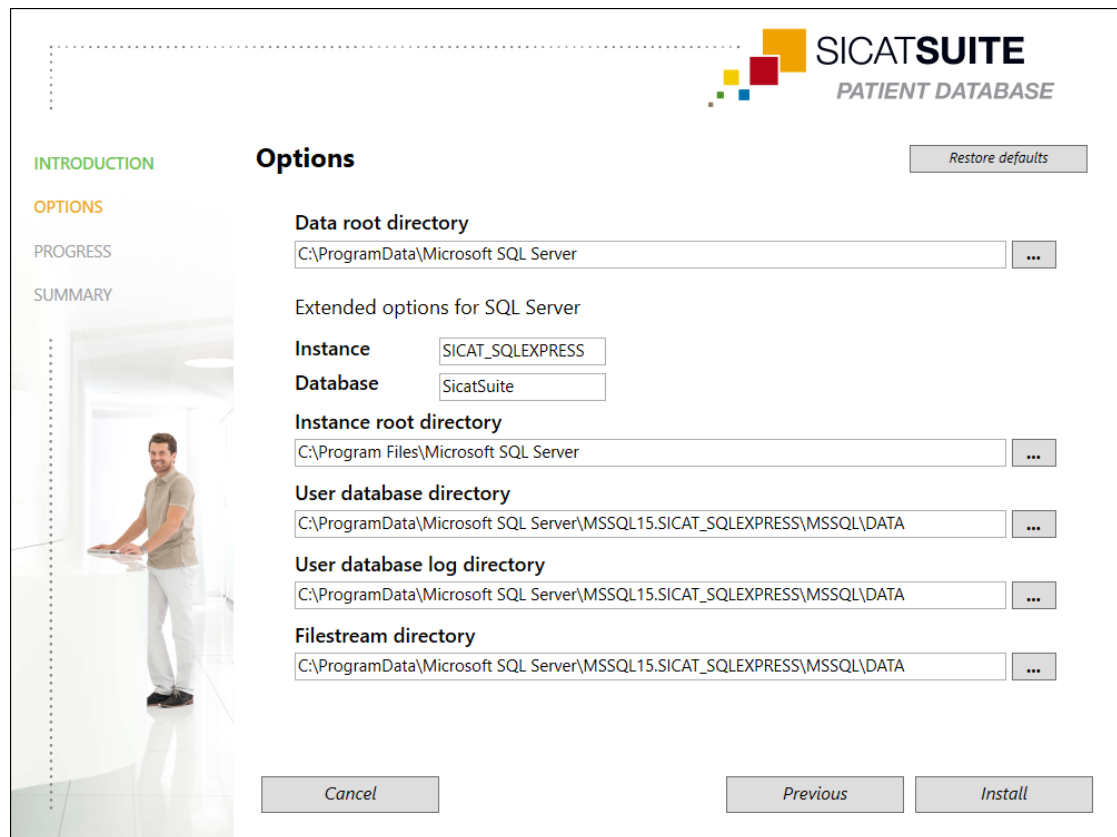 SICATSUITE
PATIENT DATABASE
INTRODUCTION
OPTIONS
PROGRESS
SUMMARY
Options
Restore defaults
Data root directory
C:\ProgramData\Microsoft SQL Server
...
Extended options for SQL Server
Instance SICAT_SQLEXPRESS
Database SicatSuite
Instance root directory
C:\Program Files\Microsoft SQL Server
...
User database directory
C:\ProgramData\Microsoft SQL Server\MSSQL15.SICAT_SQLEXPRESS\MSSQL\DATA
...
User database log directory
C:\ProgramData\Microsoft SQL Server\MSSQL15.SICAT_SQLEXPRESS\MSSQL\DATA
...
Filestream directory
C:\ProgramData\Microsoft SQL Server\MSSQL15.SICAT_SQLEXPRESS\MSSQL\DATA
...
Cancel
Previous
Install